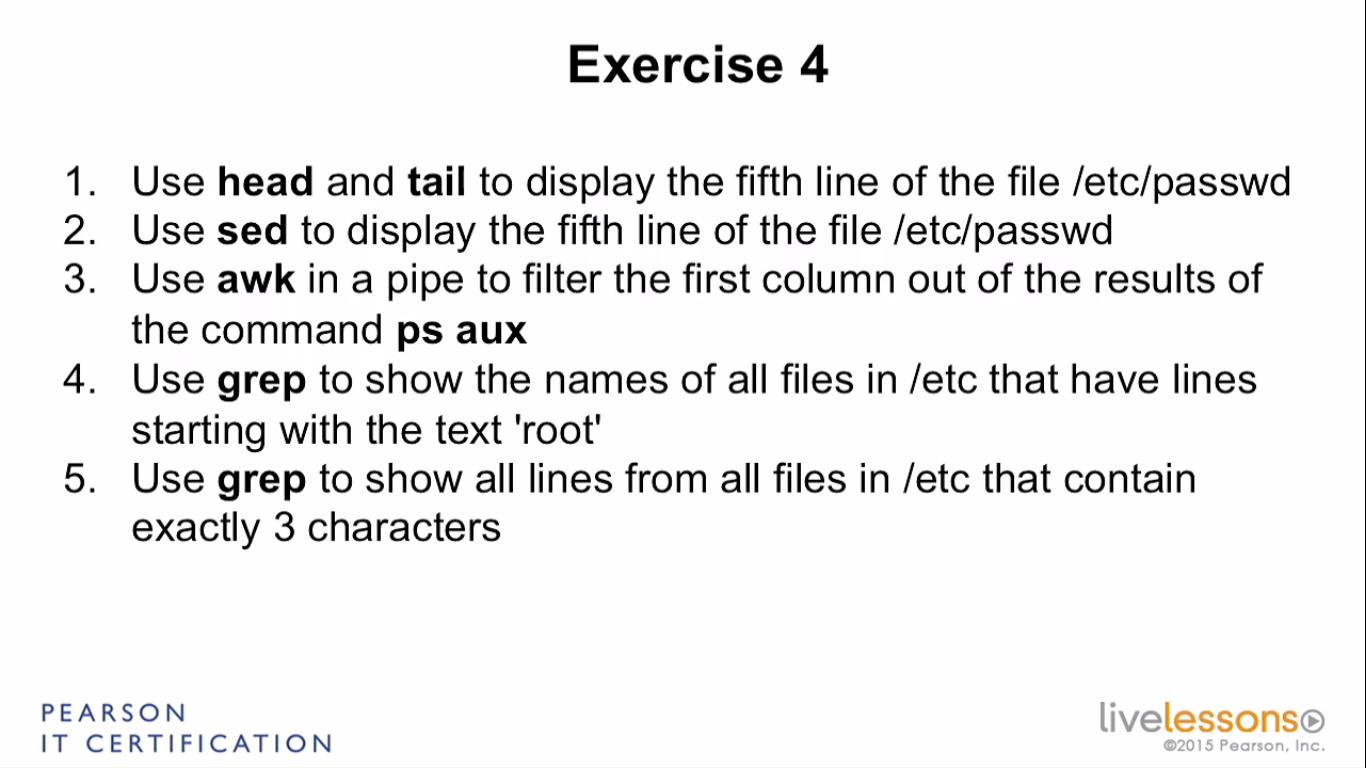 Exercise 4
1. Use head and tail to display the fifth line of the file /etc/passwd
2. Use sed to display the fifth line of the file /etc/passwd
3. Use awk in a pipe to filter the first column out of the results of
the command ps aux
4. Use grep to show the names of all files in /etc that have lines
starting with the text 'root'
5. Use grep to show all lines from all files in /etc that contain
exactly 3 characters
PEARSON
IT CERTIFICATION
livelessons
©2015 Pearson, Inc.